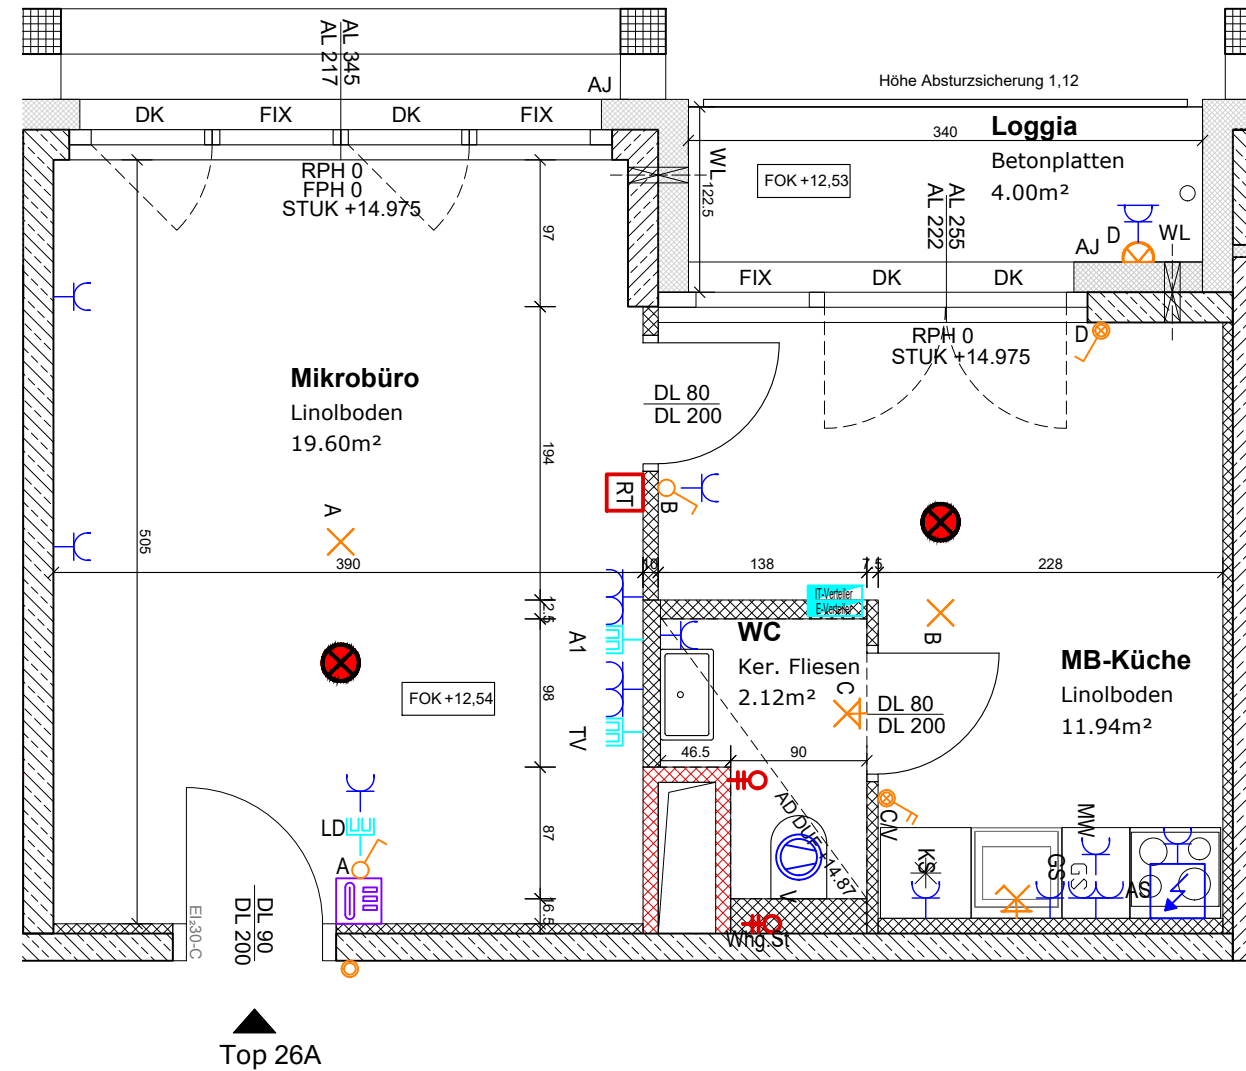 AL 345
AL 217
AJ
Höhe Absturzsicherung 1,12
DK
FIX
DK
FIX
Loggia
Betonplatten
4.00m²
340
WL
122.5
FOK +12,53
RPH 0
FPH 0
STUK +14.975
AL 255
AL 222
D
WL
AJ
97
FIX
DK
DK
RPH 0
STUK +14.975
D
Mikrobüro
Linolboden
19.60m²
DL 80
DL 200
194
RT
B
A
505
390
10
138
7.5
228
IT-Verteiler
E-Verteiler
2.5
A1
WC
Ker. Fliesen
2.12m²
C
B
MB-Küche
Linolboden
11.94m²
FOK +12,54
98
TV
DL 80
DL 200
46.5
90
AD DUF +14.87
LD
A
87
C/V
KS
MW
GS
GS
AS
V
6.5
Whg.St
EI₂30-C
DL 90
DL 200
Top 26A